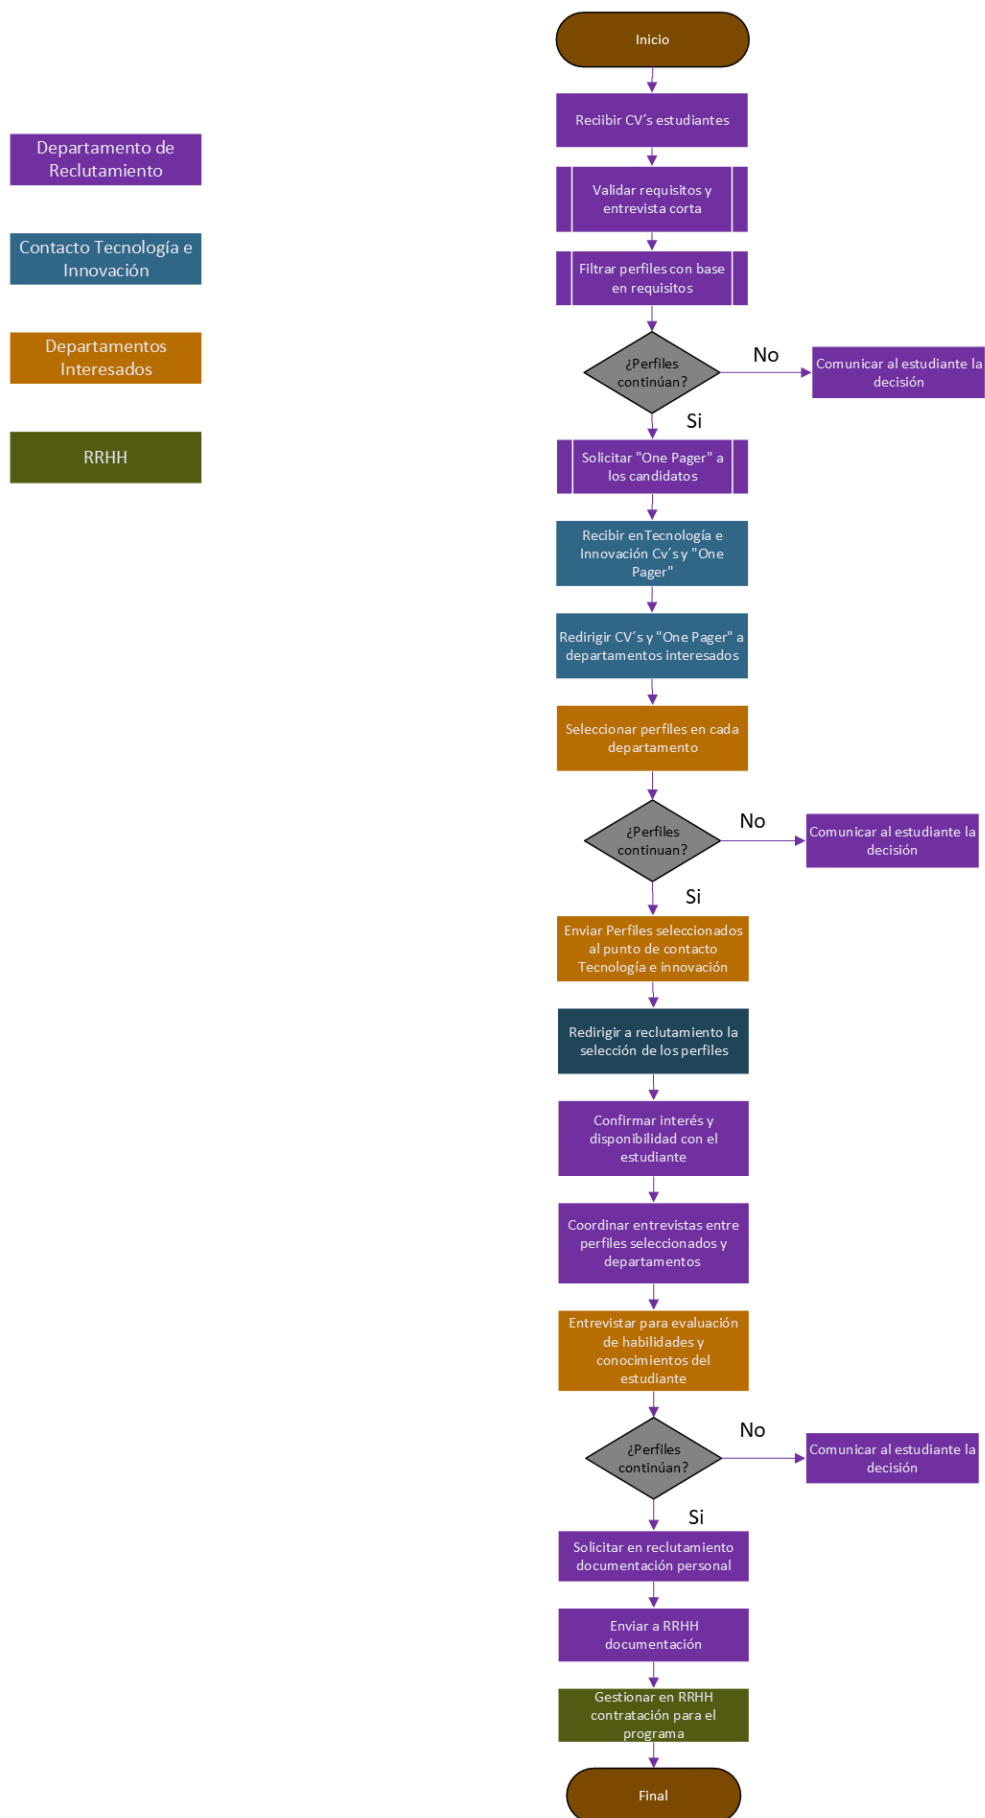 Inicio
Reciibir CV´s estudiantes
Departamento de
Reclutamiento
Validar requisitos y
entrevista corta
Contacto Tecnología e
Innovación
Filtrar perfiles con base
en requisitos
Departamentos
Interesados
¿Perfiles
continúan?
No
Comunicar al estudiante la
decisión
Si
RRHH
Solicitar "One Pager" a
los candidatos
Recibir en Tecnología e
Innovación Cv´s y "One
Pager"
Redirigir CV´s y "One Pager" a
departamentos interesados
Seleccionar perfiles en cada
departamento
¿Perfiles
continuan?
No
Comunicar al estudiante la
decisión
Si
Enviar Perfiles seleccionados
al punto de contacto
Tecnología e innovación
Redirigir a reclutamiento la
selección de los perfiles
Confirmar interés y
disponibilidad con el
estudiante
Coordinar entrevistas entre
perfiles seleccionados y
departamentos
Entrevistar para evaluación
de habilidades y
conocimientos del
estudiante
¿Perfiles
continúan?
No
Comunicar al estudiante la
decisión
Si
Solicitar en reclutamiento
documentación personal
Enviar a RRHH
documentación
Gestionar en RRHH
contratación para el
programa
Final